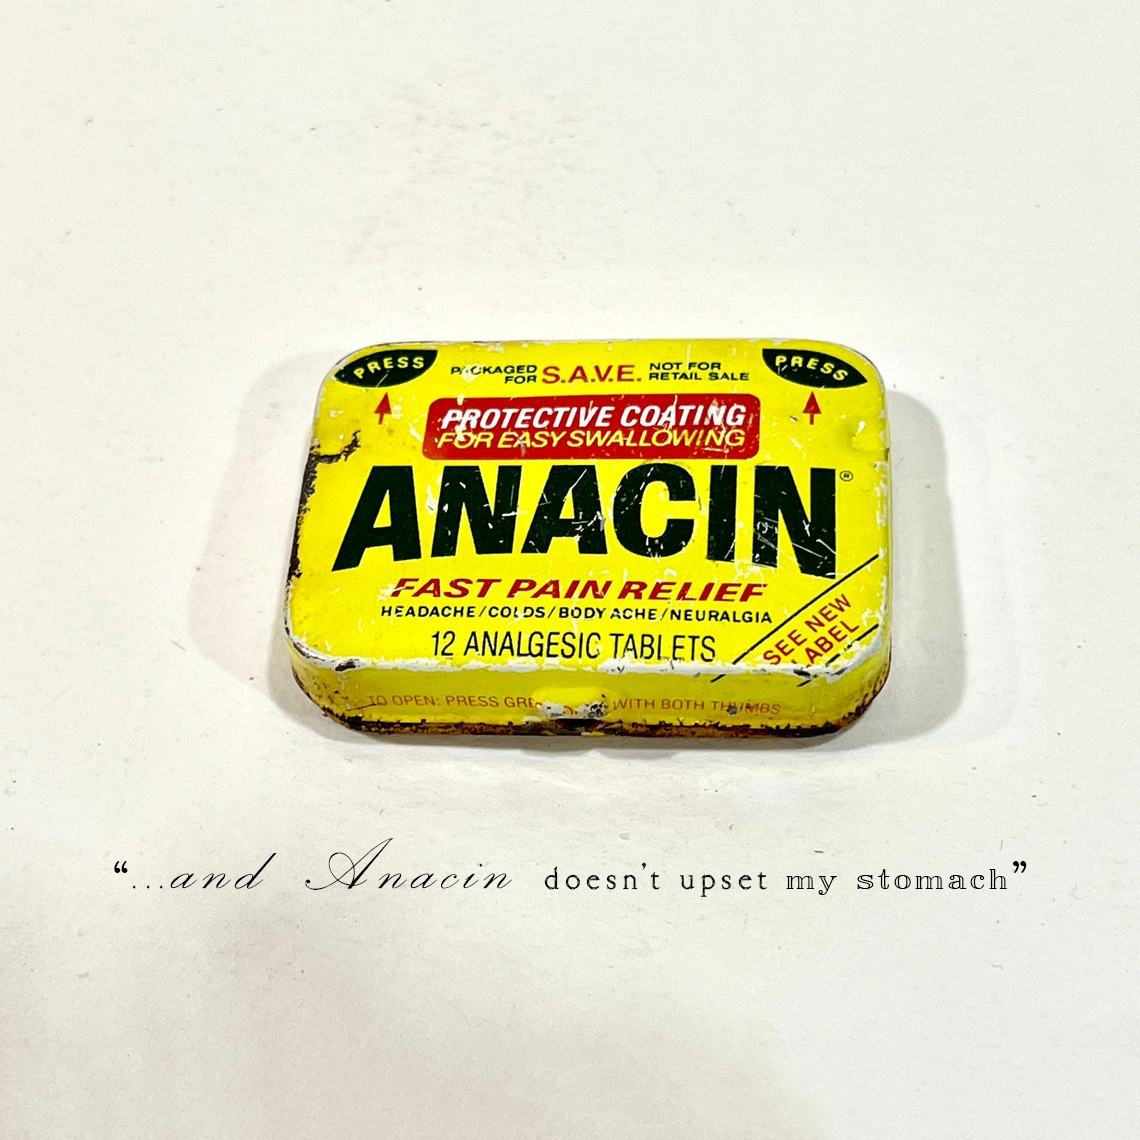 PRESS
PACKAGED FOR S.A.V.E. NOT FOR RETAIL SALE
PRESS
PROTECTIVE COATING
FOR EASY SWALLOWING
ANACIN®
FAST PAIN RELIEF
HEADACHE/COLDS/BODY ACHE/NEURALGIA
12 ANALGESIC TABLETS
SEE NEW
LABEL
TO OPEN: PRESS WITH BOTH THUMBS
“...and Anacin doesn’t upset my stomach”